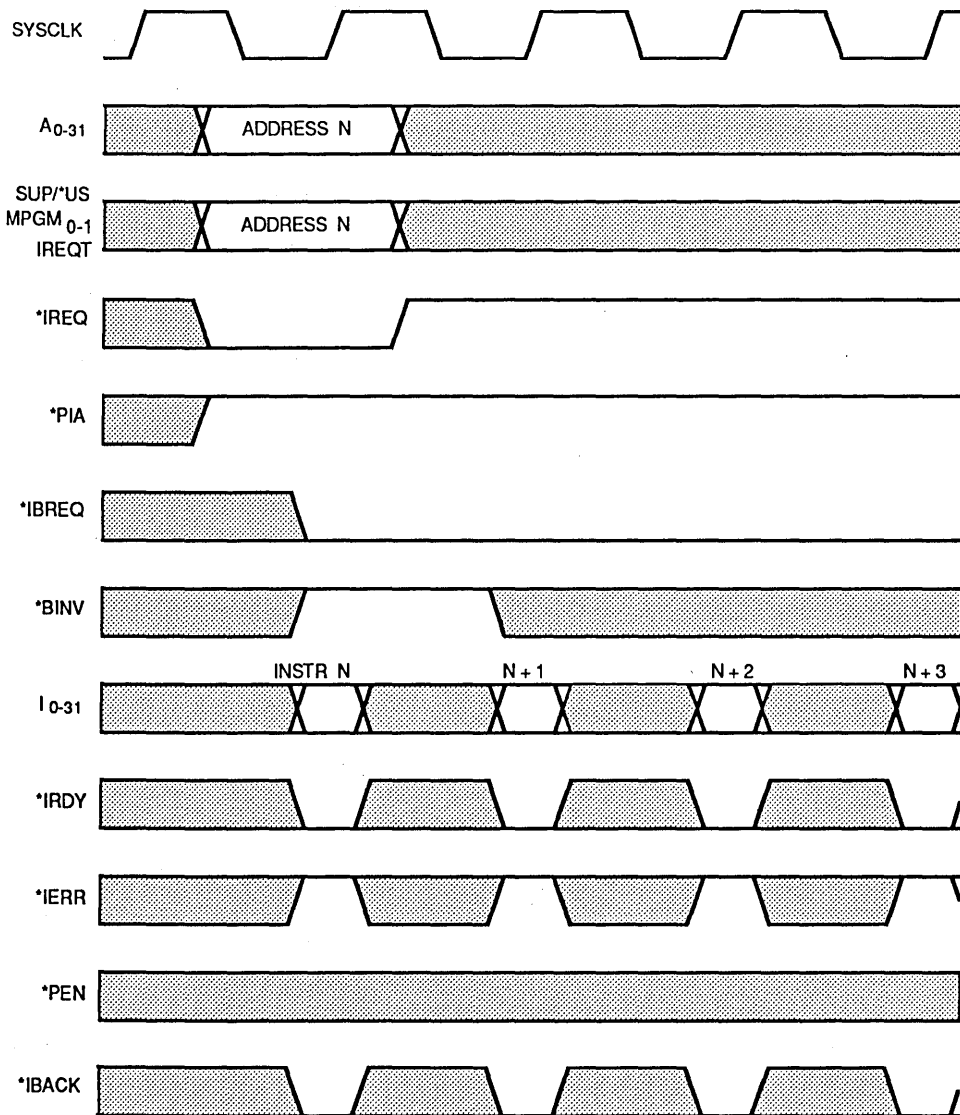 SYSCLK
A0-31
ADDRESS N
SUP/*US
MPGM 0-1
IREQT
ADDRESS N
*IREQ
*PIA
*IBREQ
*BINV
INSTR N
N + 1
N + 2
N + 3
I 0-31
*IRDY
*IERR
*PEN
*IBACK